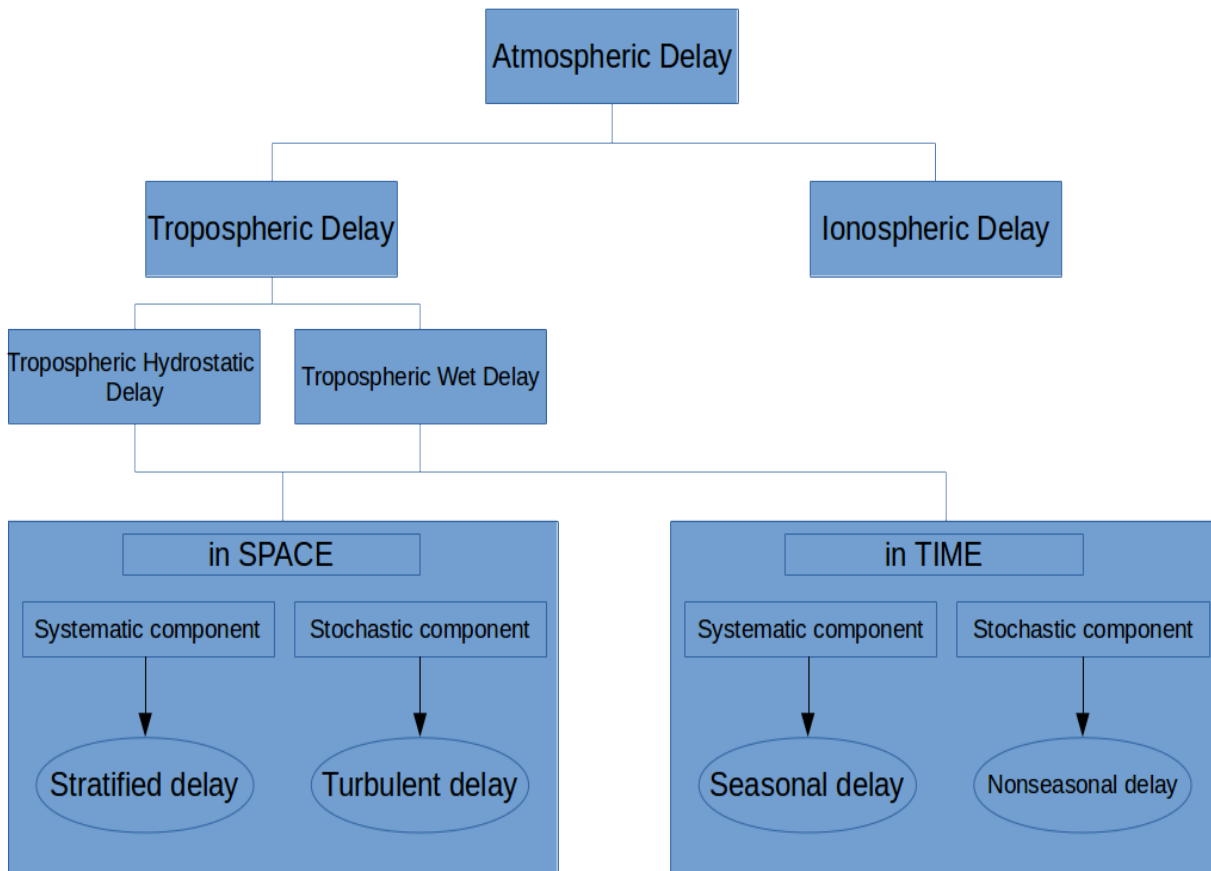 Atmospheric Delay
Tropospheric Delay
Ionospheric Delay
Tropospheric Hydrostatic
Delay
Tropospheric Wet Delay
in SPACE
Systematic component
Stochastic component
Stratified delay
Turbulent delay
in TIME
Systematic component
Stochastic component
Seasonal delay
Nonseasonal delay